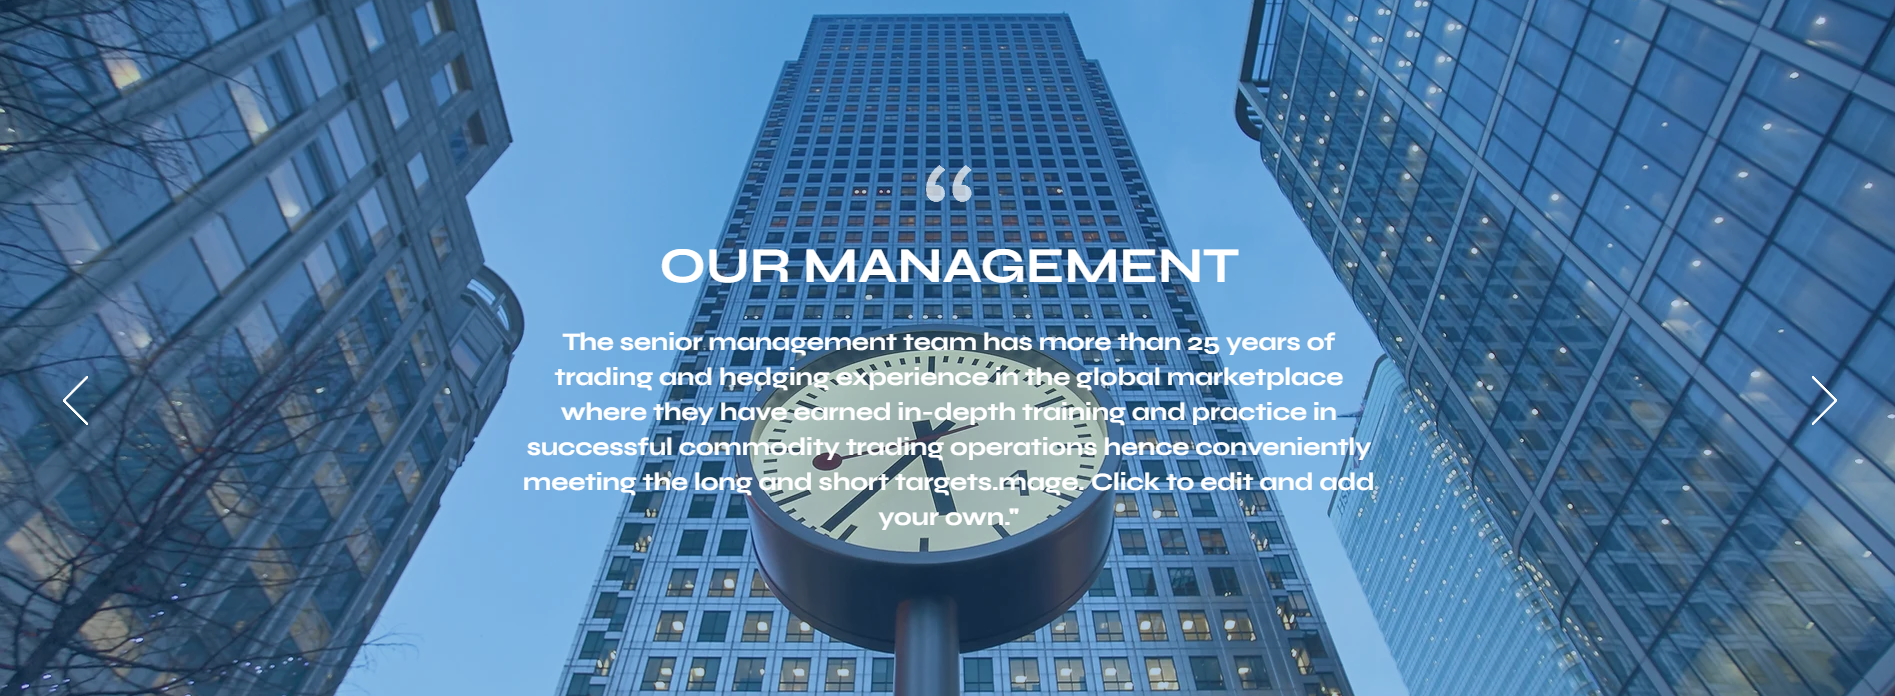 “
OUR MANAGEMENT
The senior management team has more than 25 years of
trading and hedging experience in the global marketplace
where they have earned in-depth training and practice in
successful commodity trading operations hence conveniently
meeting the long and short targets.mage. Click to edit and add
your own."